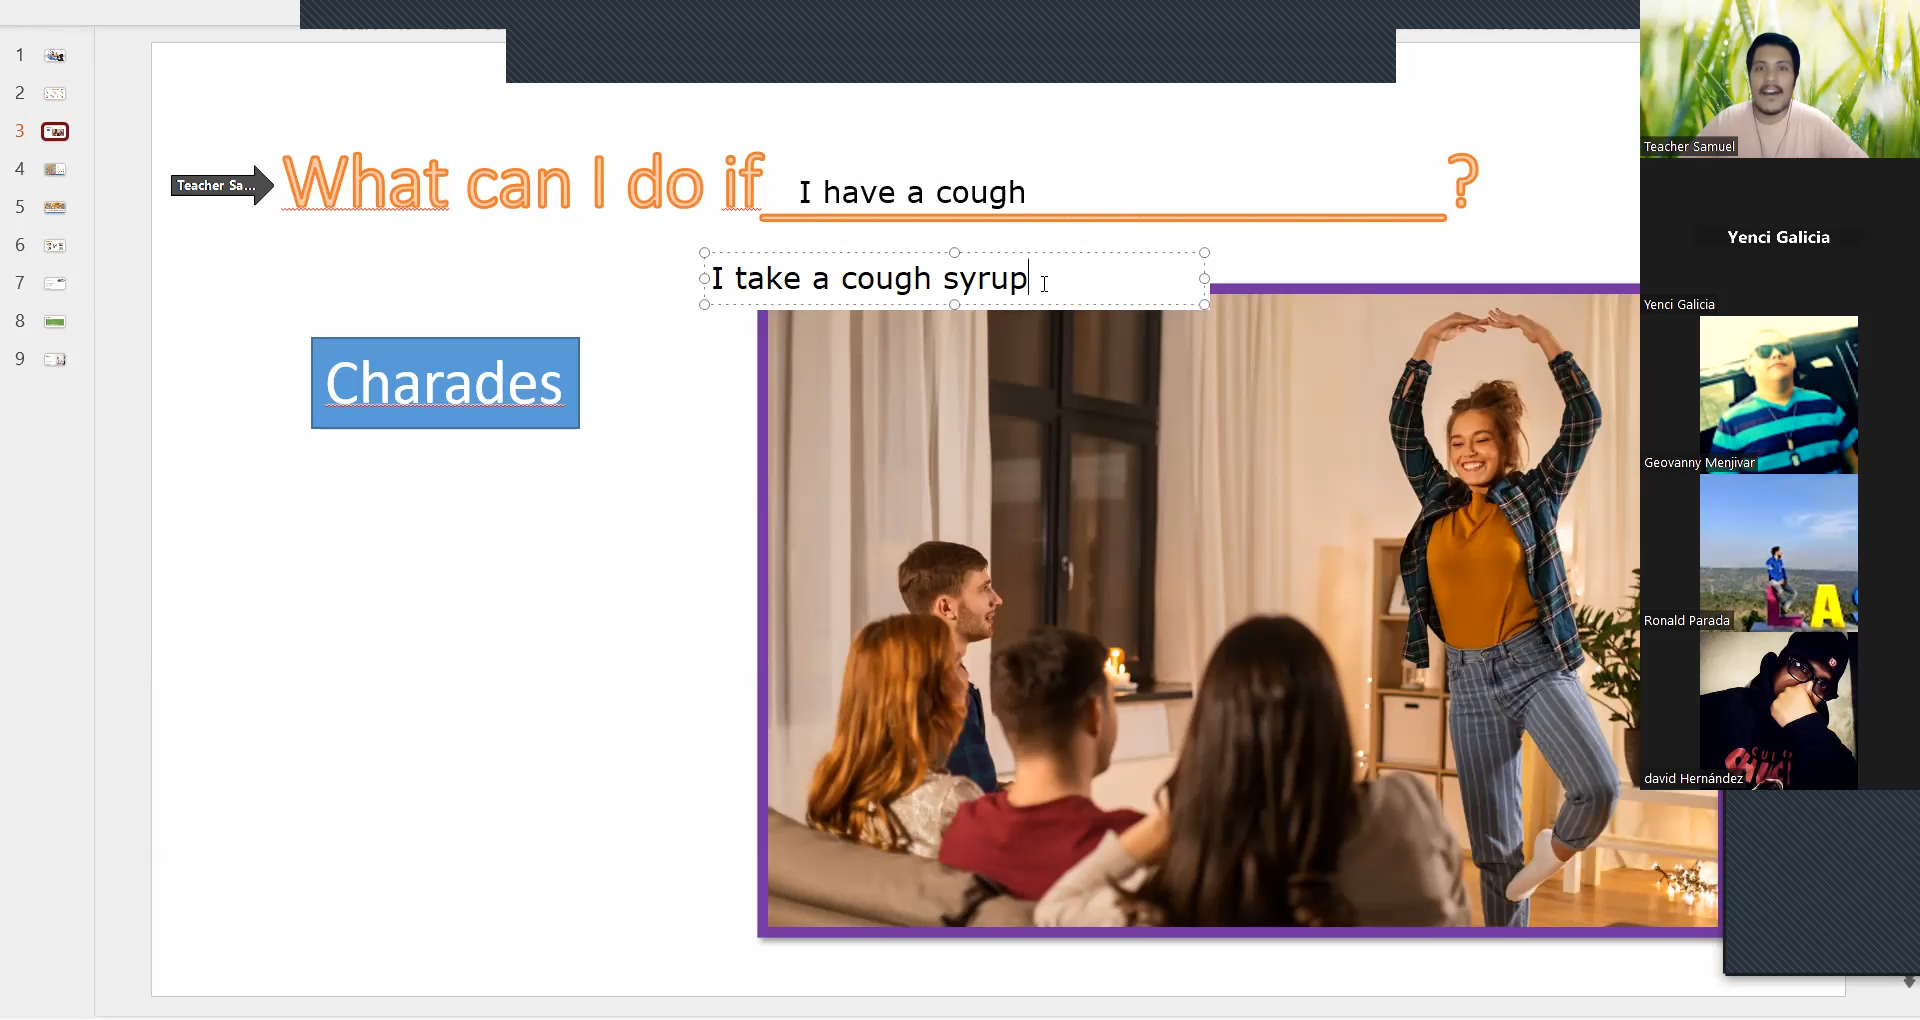 1
2
3
4
5
6
7
8
9
Teacher Sa...
What can I do if I have a cough ?
I take a cough syrup
Charades
Teacher Samuel
Yenci Galicia
Yenci Galicia
Geovanny Menjivar
Ronald Parada
LA
david Hernández